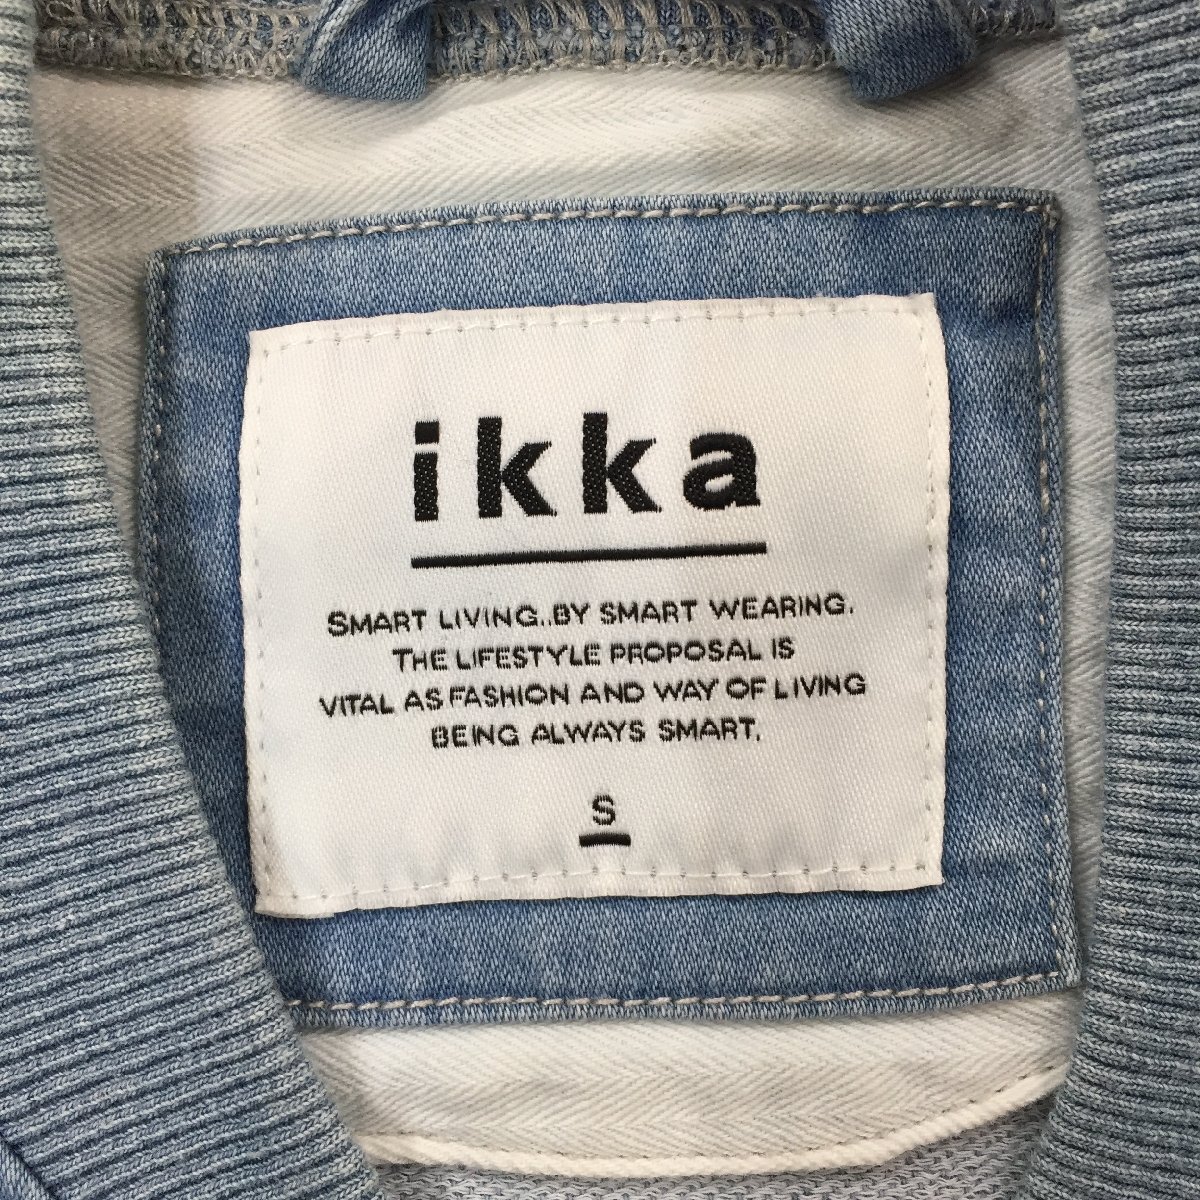 ikka
SMART LIVING..BY SMART WEARING.
THE LIFESTYLE PROPOSAL IS
VITAL AS FASHION AND WAY OF LIVING
BEING ALWAYS SMART.
S